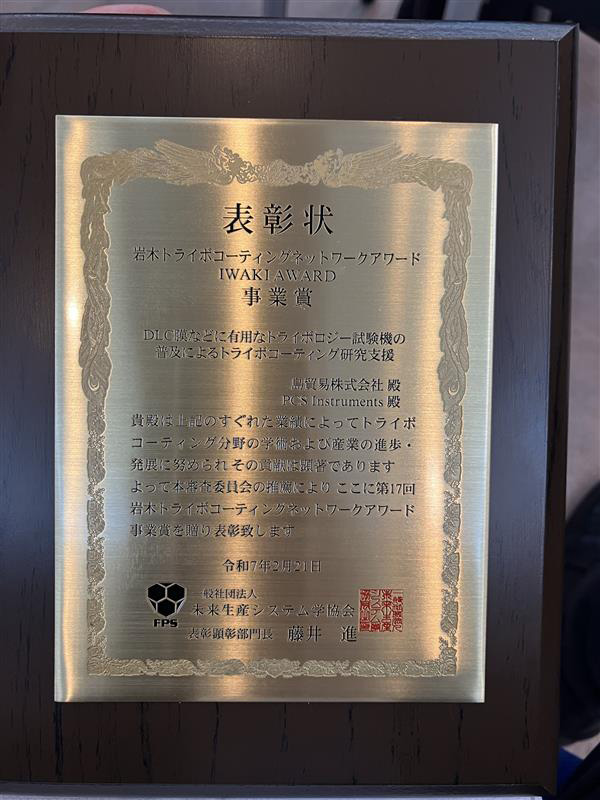 表彰状
岩木トライボコーティングネットワークアワード
IWAKI AWARD
事業賞
DLC膜などに有用なトライボロジー試験機の
普及によるトライボコーティング研究支援
島貿易株式会社 殿
PCS Instruments 殿
貴殿は上記のすぐれた業績によってトライボ
コーティング分野の学術および産業の進歩・
発展に努められ その貢献は顕著であります
よって本審査委員会の推薦により ここに第17回
岩木トライボコーティングネットワークアワード
事業賞を贈り表彰致します
令和7年2月21日
一般社団法人
未来生産システム学協会
表彰顕彰部門長 藤井 進
FPS